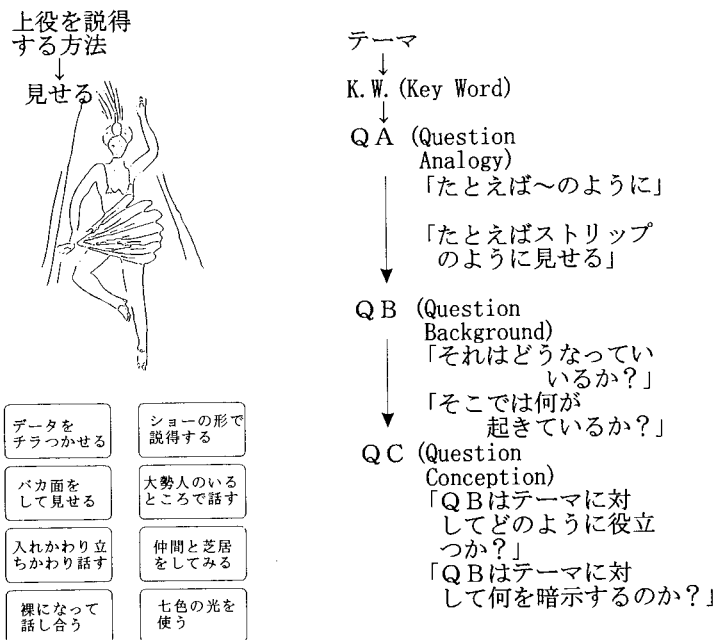 上役を説得
する方法
↓
見せる
データを
チラつかせる
ショーの形で
説得する
バカ面を
して見せる
大勢人のいる
ところで話す
入れかわり立
ちかわり話す
仲間と芝居
をしてみる
裸になって
話し合う
七色の光を
使う
テーマ
↓
K.W.(Key Word)
↓
ＱＡ (Question
Analogy)
「たとえば～のように」
「たとえばストリップ
のように見せる」
ＱＢ (Question
Background)
「それはどうなってい
いるか？」
「そこでは何が
起きているか？」
ＱＣ (Question
Conception)
「ＱＢはテーマに対
してどのように役立
つか？」
「ＱＢはテーマに対
して何を暗示するのか？」